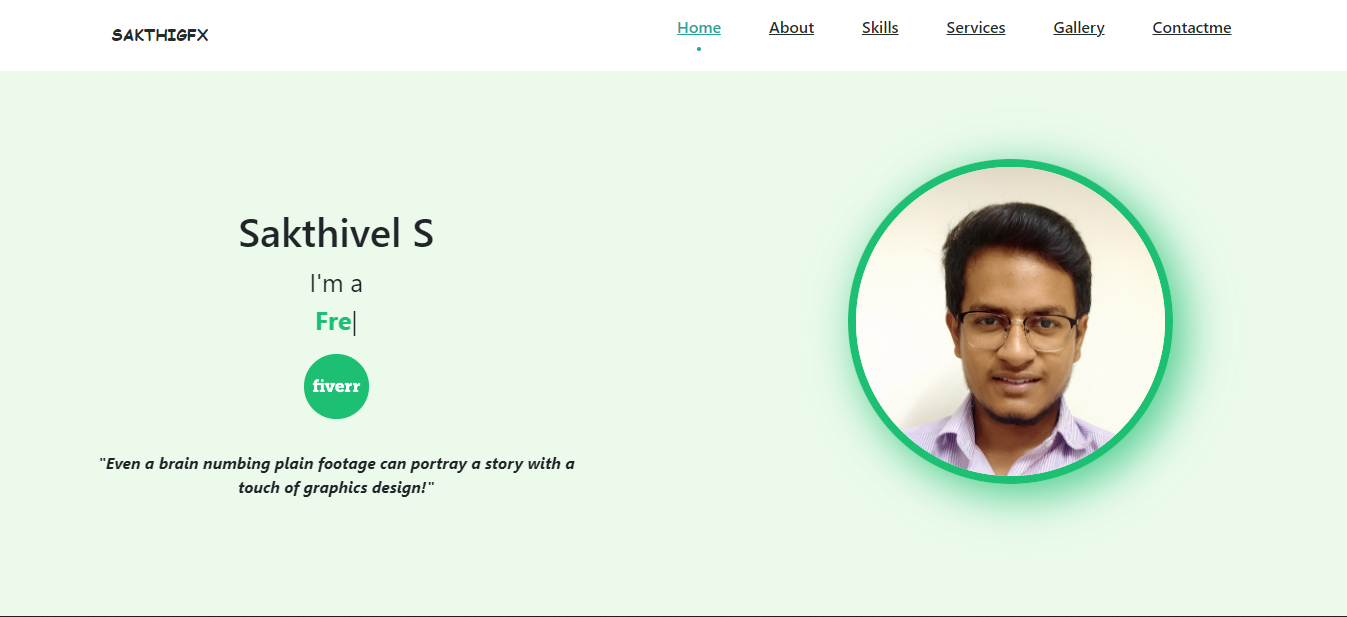 SAKTHIGFX
Home About Skills Services Gallery Contactme
Sakthivel S
I'm a
Fre|
fiverr
"Even a brain numbing plain footage can portray a story with a
touch of graphics design!"